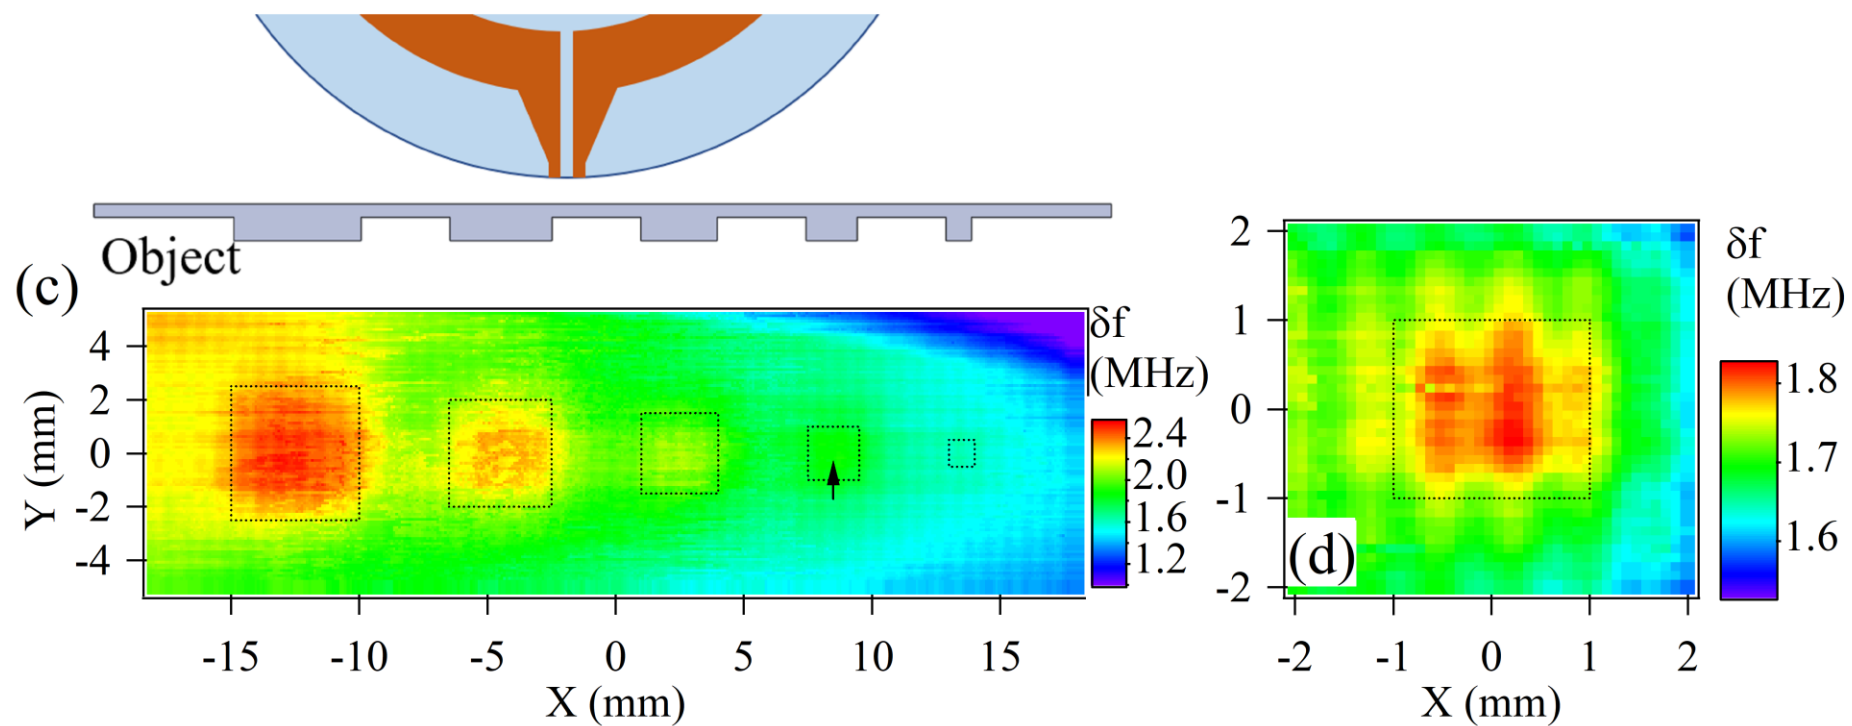 Object
(c)
δf
(MHz)
2.4
2.0
1.6
1.2
4
2
0
-2
-4
Y (mm)
-15 -10 -5 0 5 10 15
X (mm)
2
1
0
-1
-2
(d)
δf
(MHz)
1.8
1.7
1.6
-2 -1 0 1 2
X (mm)